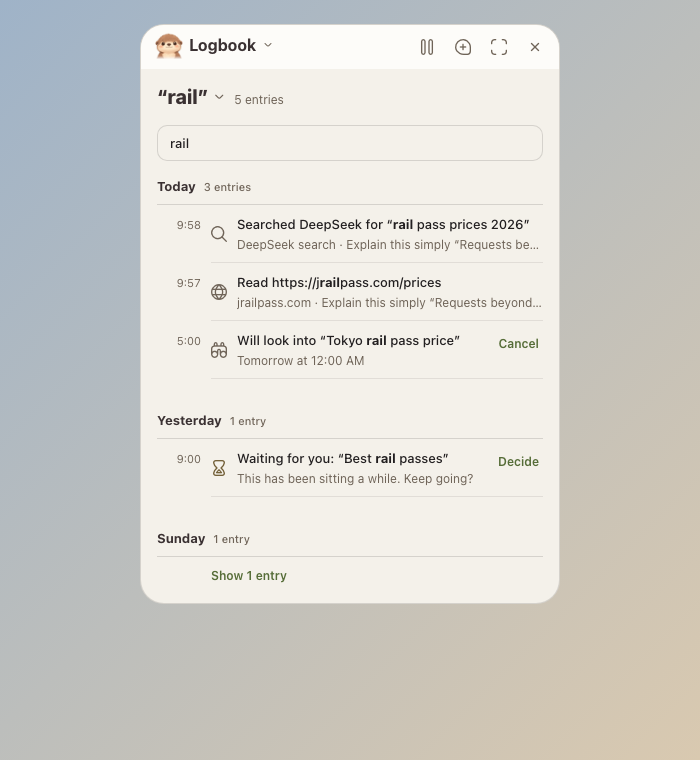 Logbook
“rail” 5 entries
rail
Today 3 entries
9:58 Searched DeepSeek for “rail pass prices 2026”
DeepSeek search · Explain this simply “Requests be…
9:57 Read https://jrailpass.com/prices
jrailpass.com · Explain this simply “Requests beyond…
5:00 Will look into “Tokyo rail pass price” Cancel
Tomorrow at 12:00 AM
Yesterday 1 entry
9:00 Waiting for you: “Best rail passes” Decide
This has been sitting a while. Keep going?
Sunday 1 entry
Show 1 entry